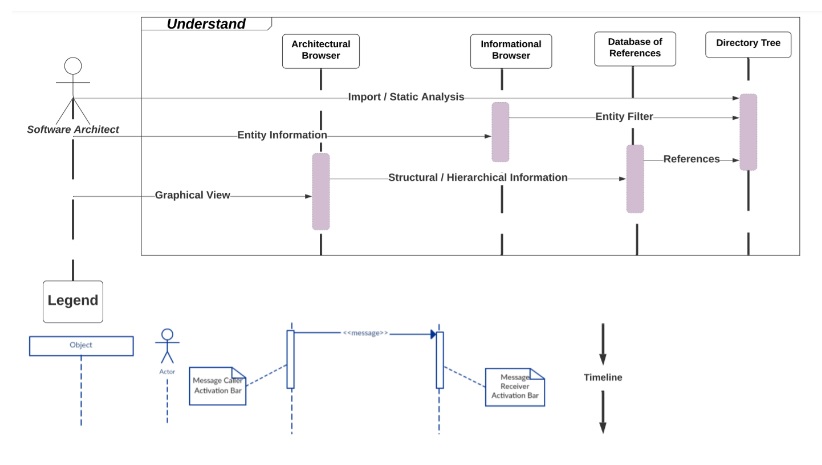 Understand
Architectural
Browser
Informational
Browser
Database of
References
Directory Tree
Import / Static Analysis
Entity Filter
Software Architect
Entity Information
References
Structural / Hierarchical Information
Graphical View
Legend
Object
Actor
Message Caller
Activation Bar
<<message>>
Message
Receiver
Activation Bar
Timeline